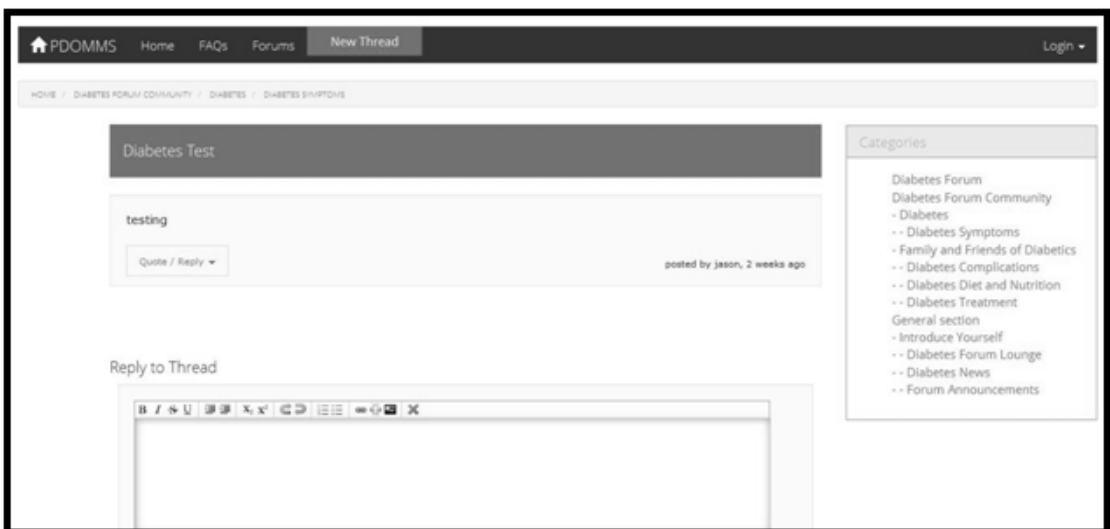 PDOMMS Home FAQs Forums New Thread Login
HOME / DIABETES FORUM COMMUNITY / DIABETES / DIABETES SYMPTOMS
Diabetes Test
testing
Quote / Reply
posted by jason, 2 weeks ago
Reply to Thread
B I S U X₂ x²
Categories
Diabetes Forum
Diabetes Forum Community
- Diabetes
- - Diabetes Symptoms
- Family and Friends of Diabetics
- - Diabetes Complications
- - Diabetes Diet and Nutrition
- - Diabetes Treatment
General section
- Introduce Yourself
- - Diabetes Forum Lounge
- - Diabetes News
- - Forum Announcements